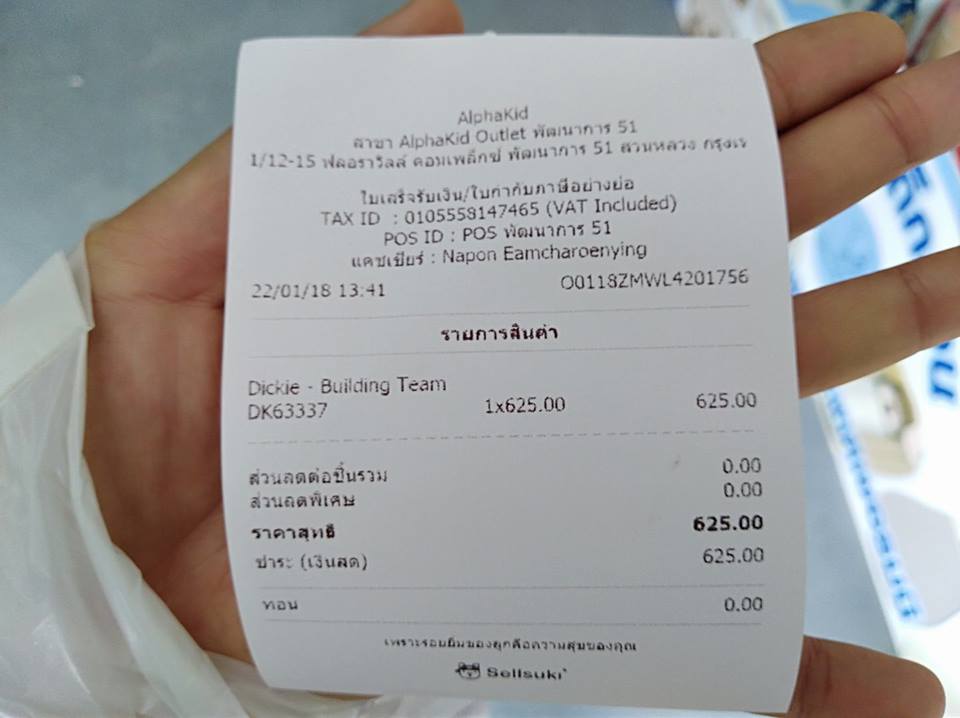 AlphaKid
สาขา AlphaKid Outlet พัฒนาการ 51
1/12-15 ฟลอราวิลล์ คอมเพล็กซ์ พัฒนาการ 51 สวนหลวง กรุงเท
ใบเสร็จรับเงิน/ใบกำกับภาษีอย่างย่อ
TAX ID : 0105558147465 (VAT Included)
POS ID : POS พัฒนาการ 51
แคชเชียร์ : Napon Eamcharoenying
22/01/18 13:41 O0118ZMWL4201756
รายการสินค้า
Dickie - Building Team
DK63337 1x625.00 625.00
ส่วนลดต่อชิ้นรวม 0.00
ส่วนลดพิเศษ 0.00
ราคาสุทธิ 625.00
ชำระ (เงินสด) 625.00
ทอน 0.00
เพราะรอยยิ้มของลูกคือความสุขของคุณ
Sellsuki